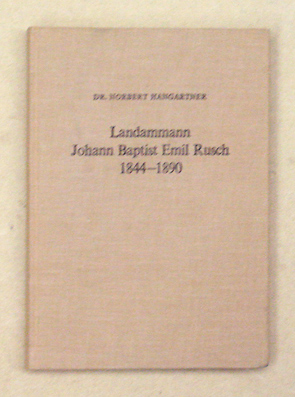 DR. NORBERT HANGARTNER
Landammann
Johann Baptist Emil Rusch
1844–1890